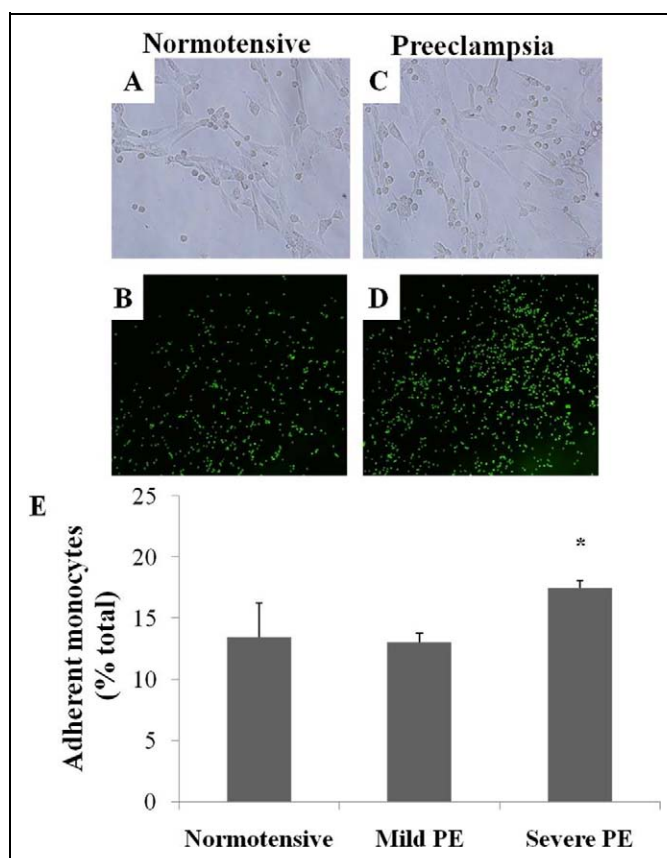 Normotensive Preeclampsia
A C
B D
E
25
20
15
10
5
0
*
Adherent monocytes
(% total)
Normotensive Mild PE Severe PE